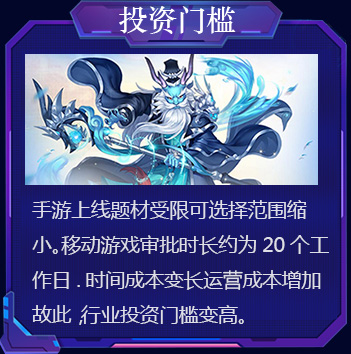 投资门槛
手游上线题材受限可选择范围缩
小。移动游戏审批时长约为 20 个工
作日 . 时间成本变长运营成本增加
故此 ,行业投资门槛变高。